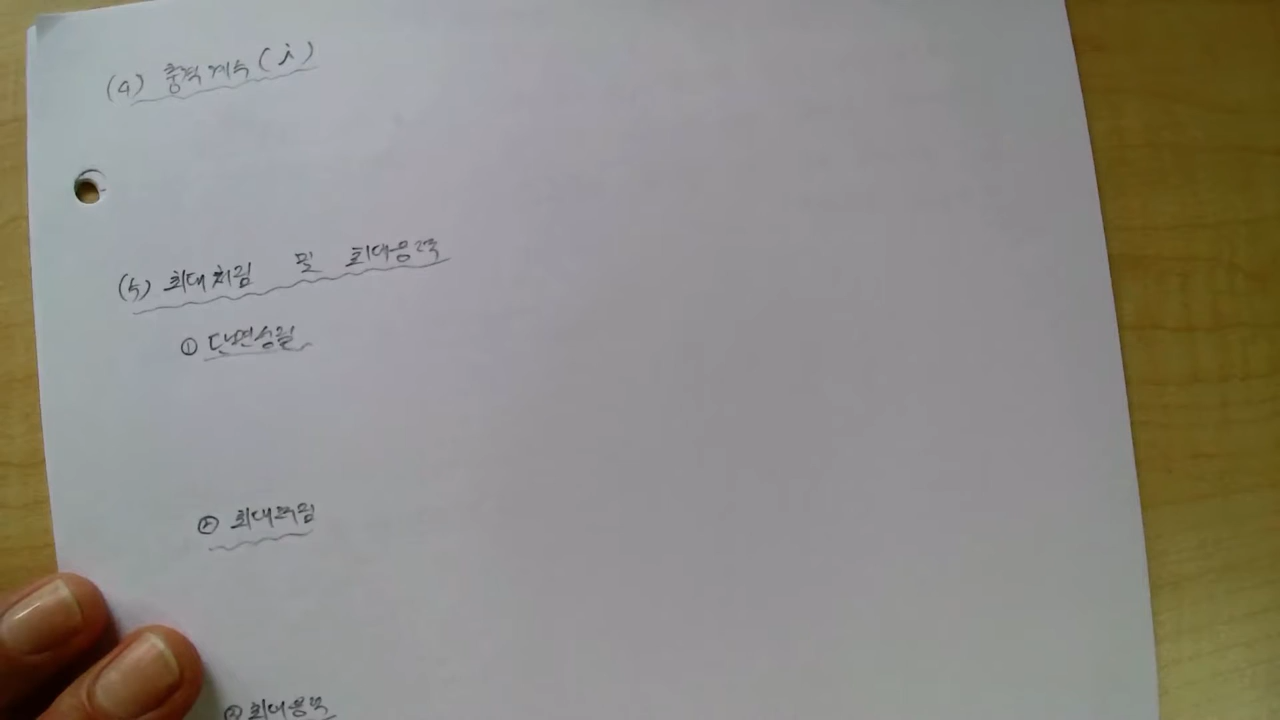 (4) 충격계수(i)
(5) 최대처짐 및 최대응력
① 단면성질
② 최대처짐
③ 최대응력